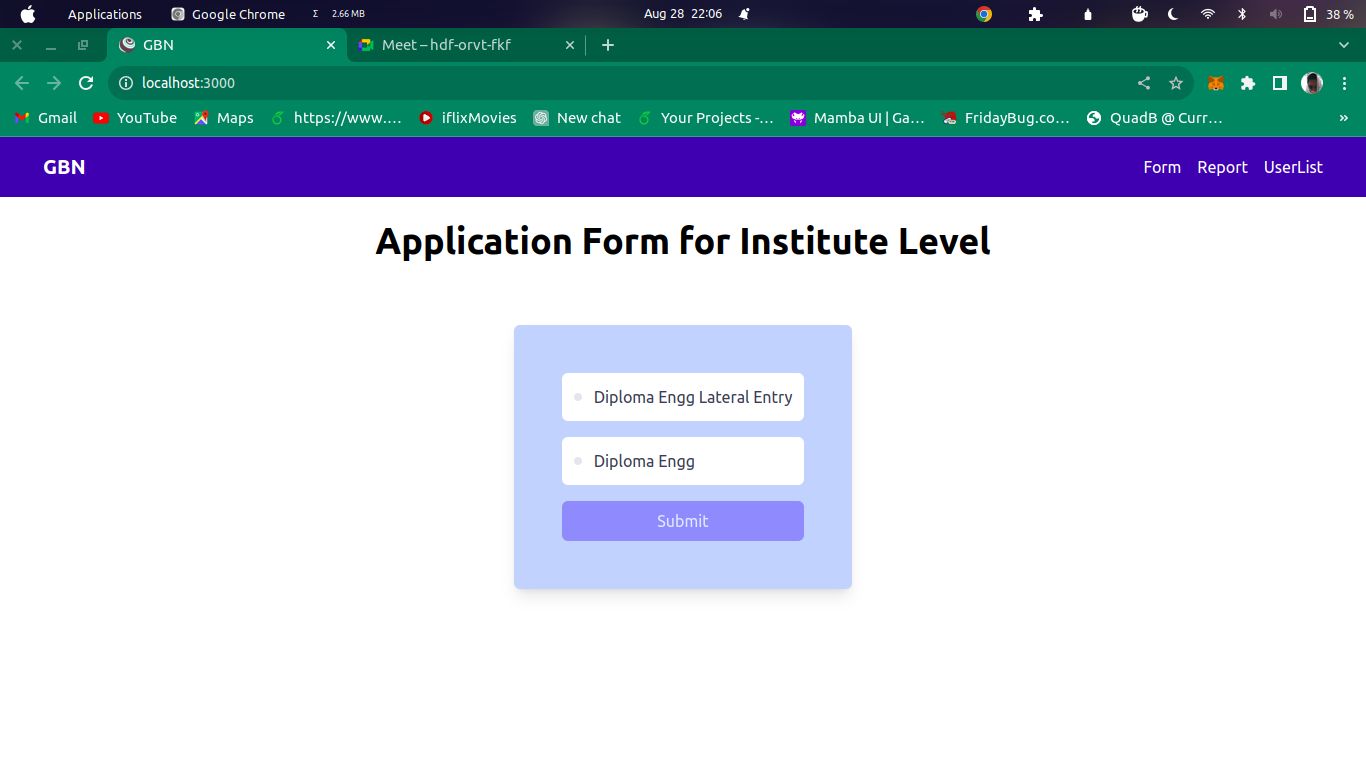 Applications Google Chrome Σ 2.66 MB Aug 28 22:06 38 %
GBN Meet – hdf-orvt-fkf
localhost:3000
Gmail YouTube Maps https://www.... iflixMovies New chat Your Projects -... Mamba UI | Ga... FridayBug.co... QuadB @ Curr... »
GBN Form Report UserList
Application Form for Institute Level
Diploma Engg Lateral Entry
Diploma Engg
Submit